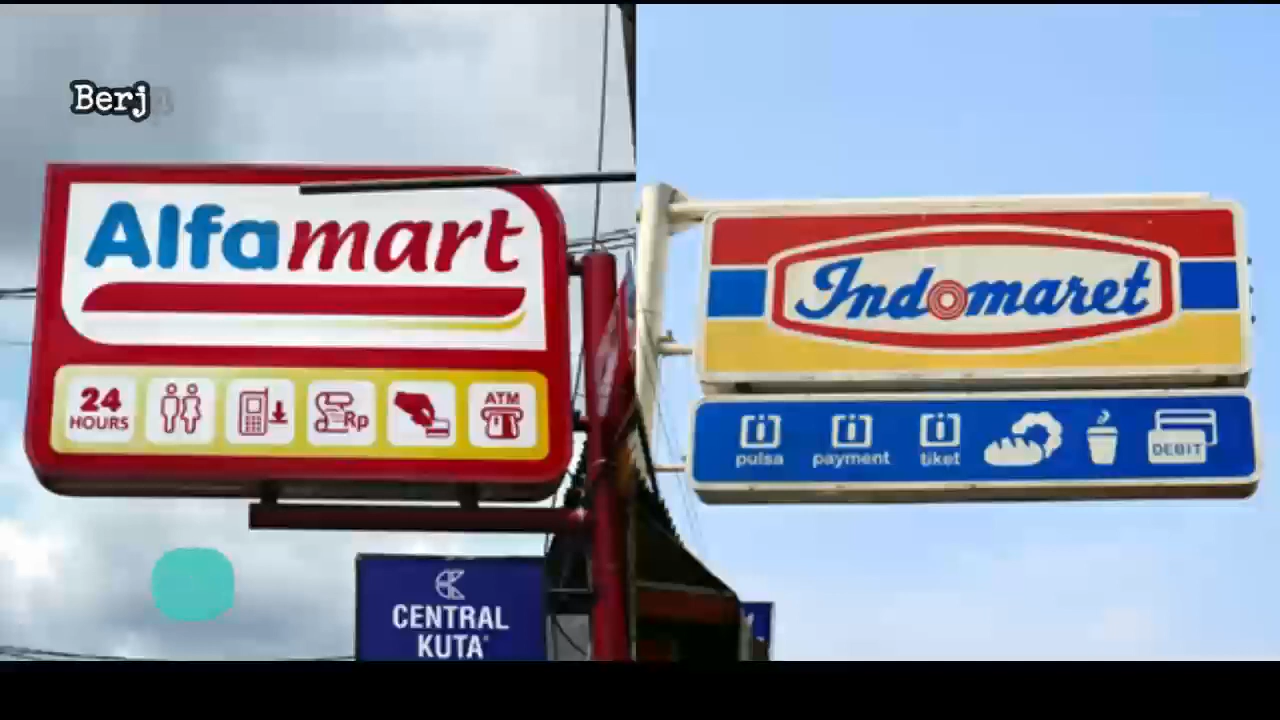 Berj
Alfamart
24
HOURS
Rp
ATM
CENTRAL
KUTA
Indomaret
pulsa
payment
tiket
DEBIT